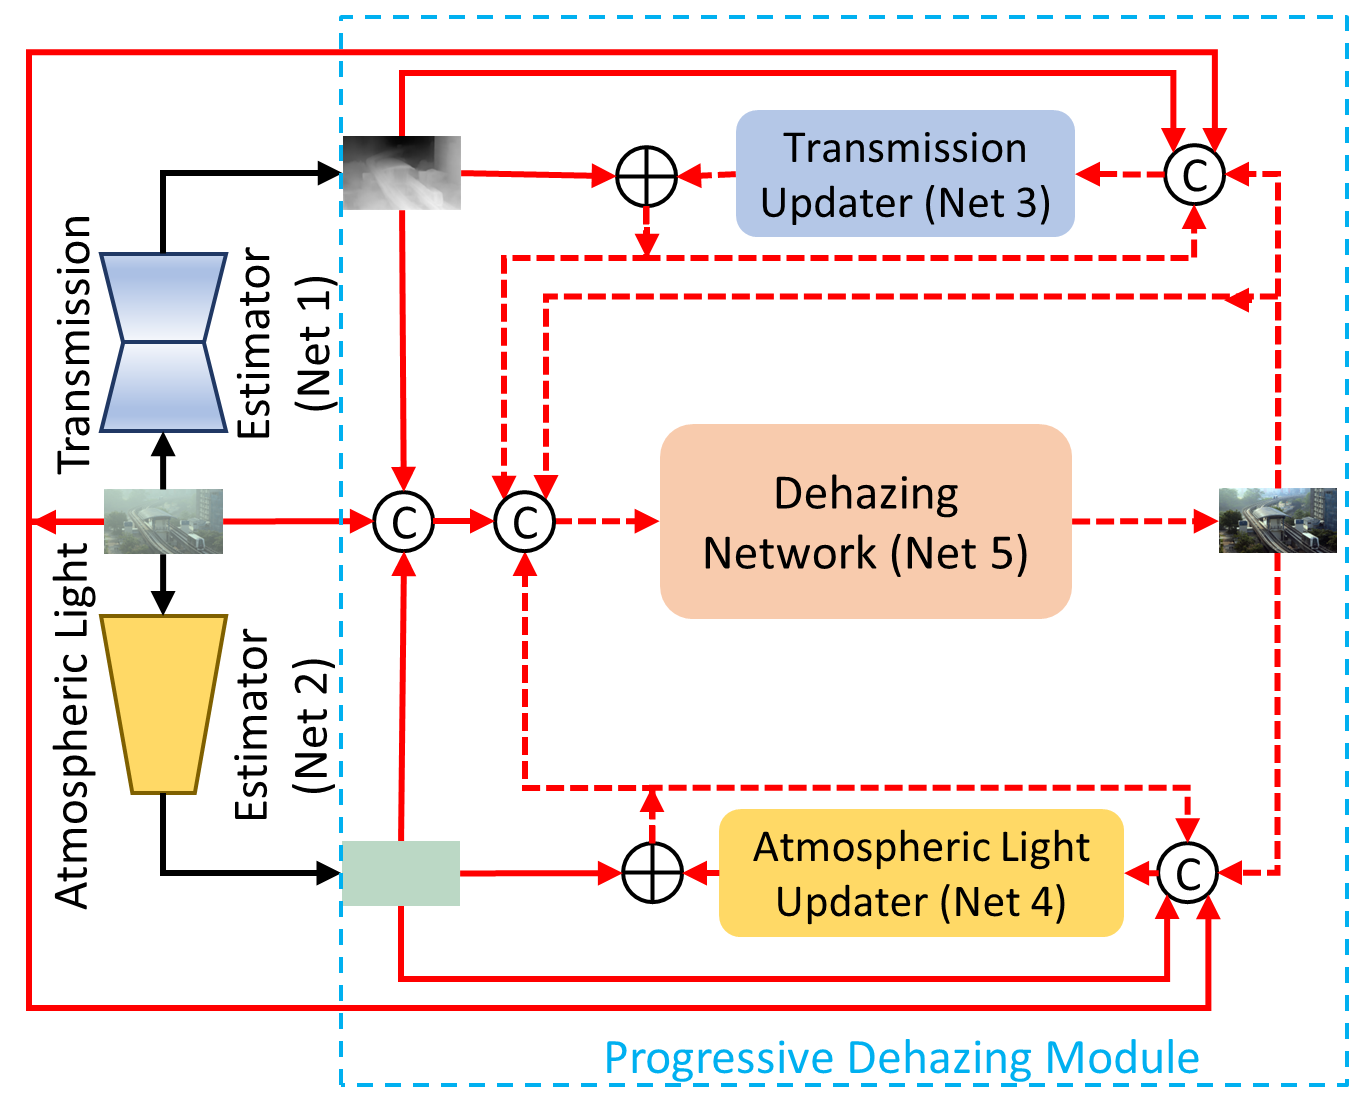 Transmission
Estimator
(Net 1)
Transmission
Updater (Net 3)
C
C
C
Dehazing
Network (Net 5)
Atmospheric Light
Estimator
(Net 2)
Atmospheric Light
Updater (Net 4)
C
Progressive Dehazing Module